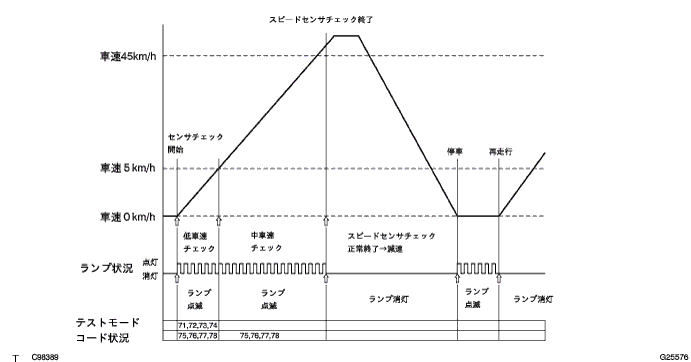 スピードセンサチェック終了
車速45km/h
センサチェック
開始
停車
再走行
車速5km/h
車速0km/h
低車速
チェック
中車速
チェック
スピードセンサチェック
正常終了→減速
ランプ状況
点灯
消灯
ランプ
点滅
ランプ
点滅
ランプ消灯
ランプ
点滅
ランプ消灯
テストモード
コード状況
71,72,73,74
75,76,77,78
75,76,77,78
T C98389
G25576